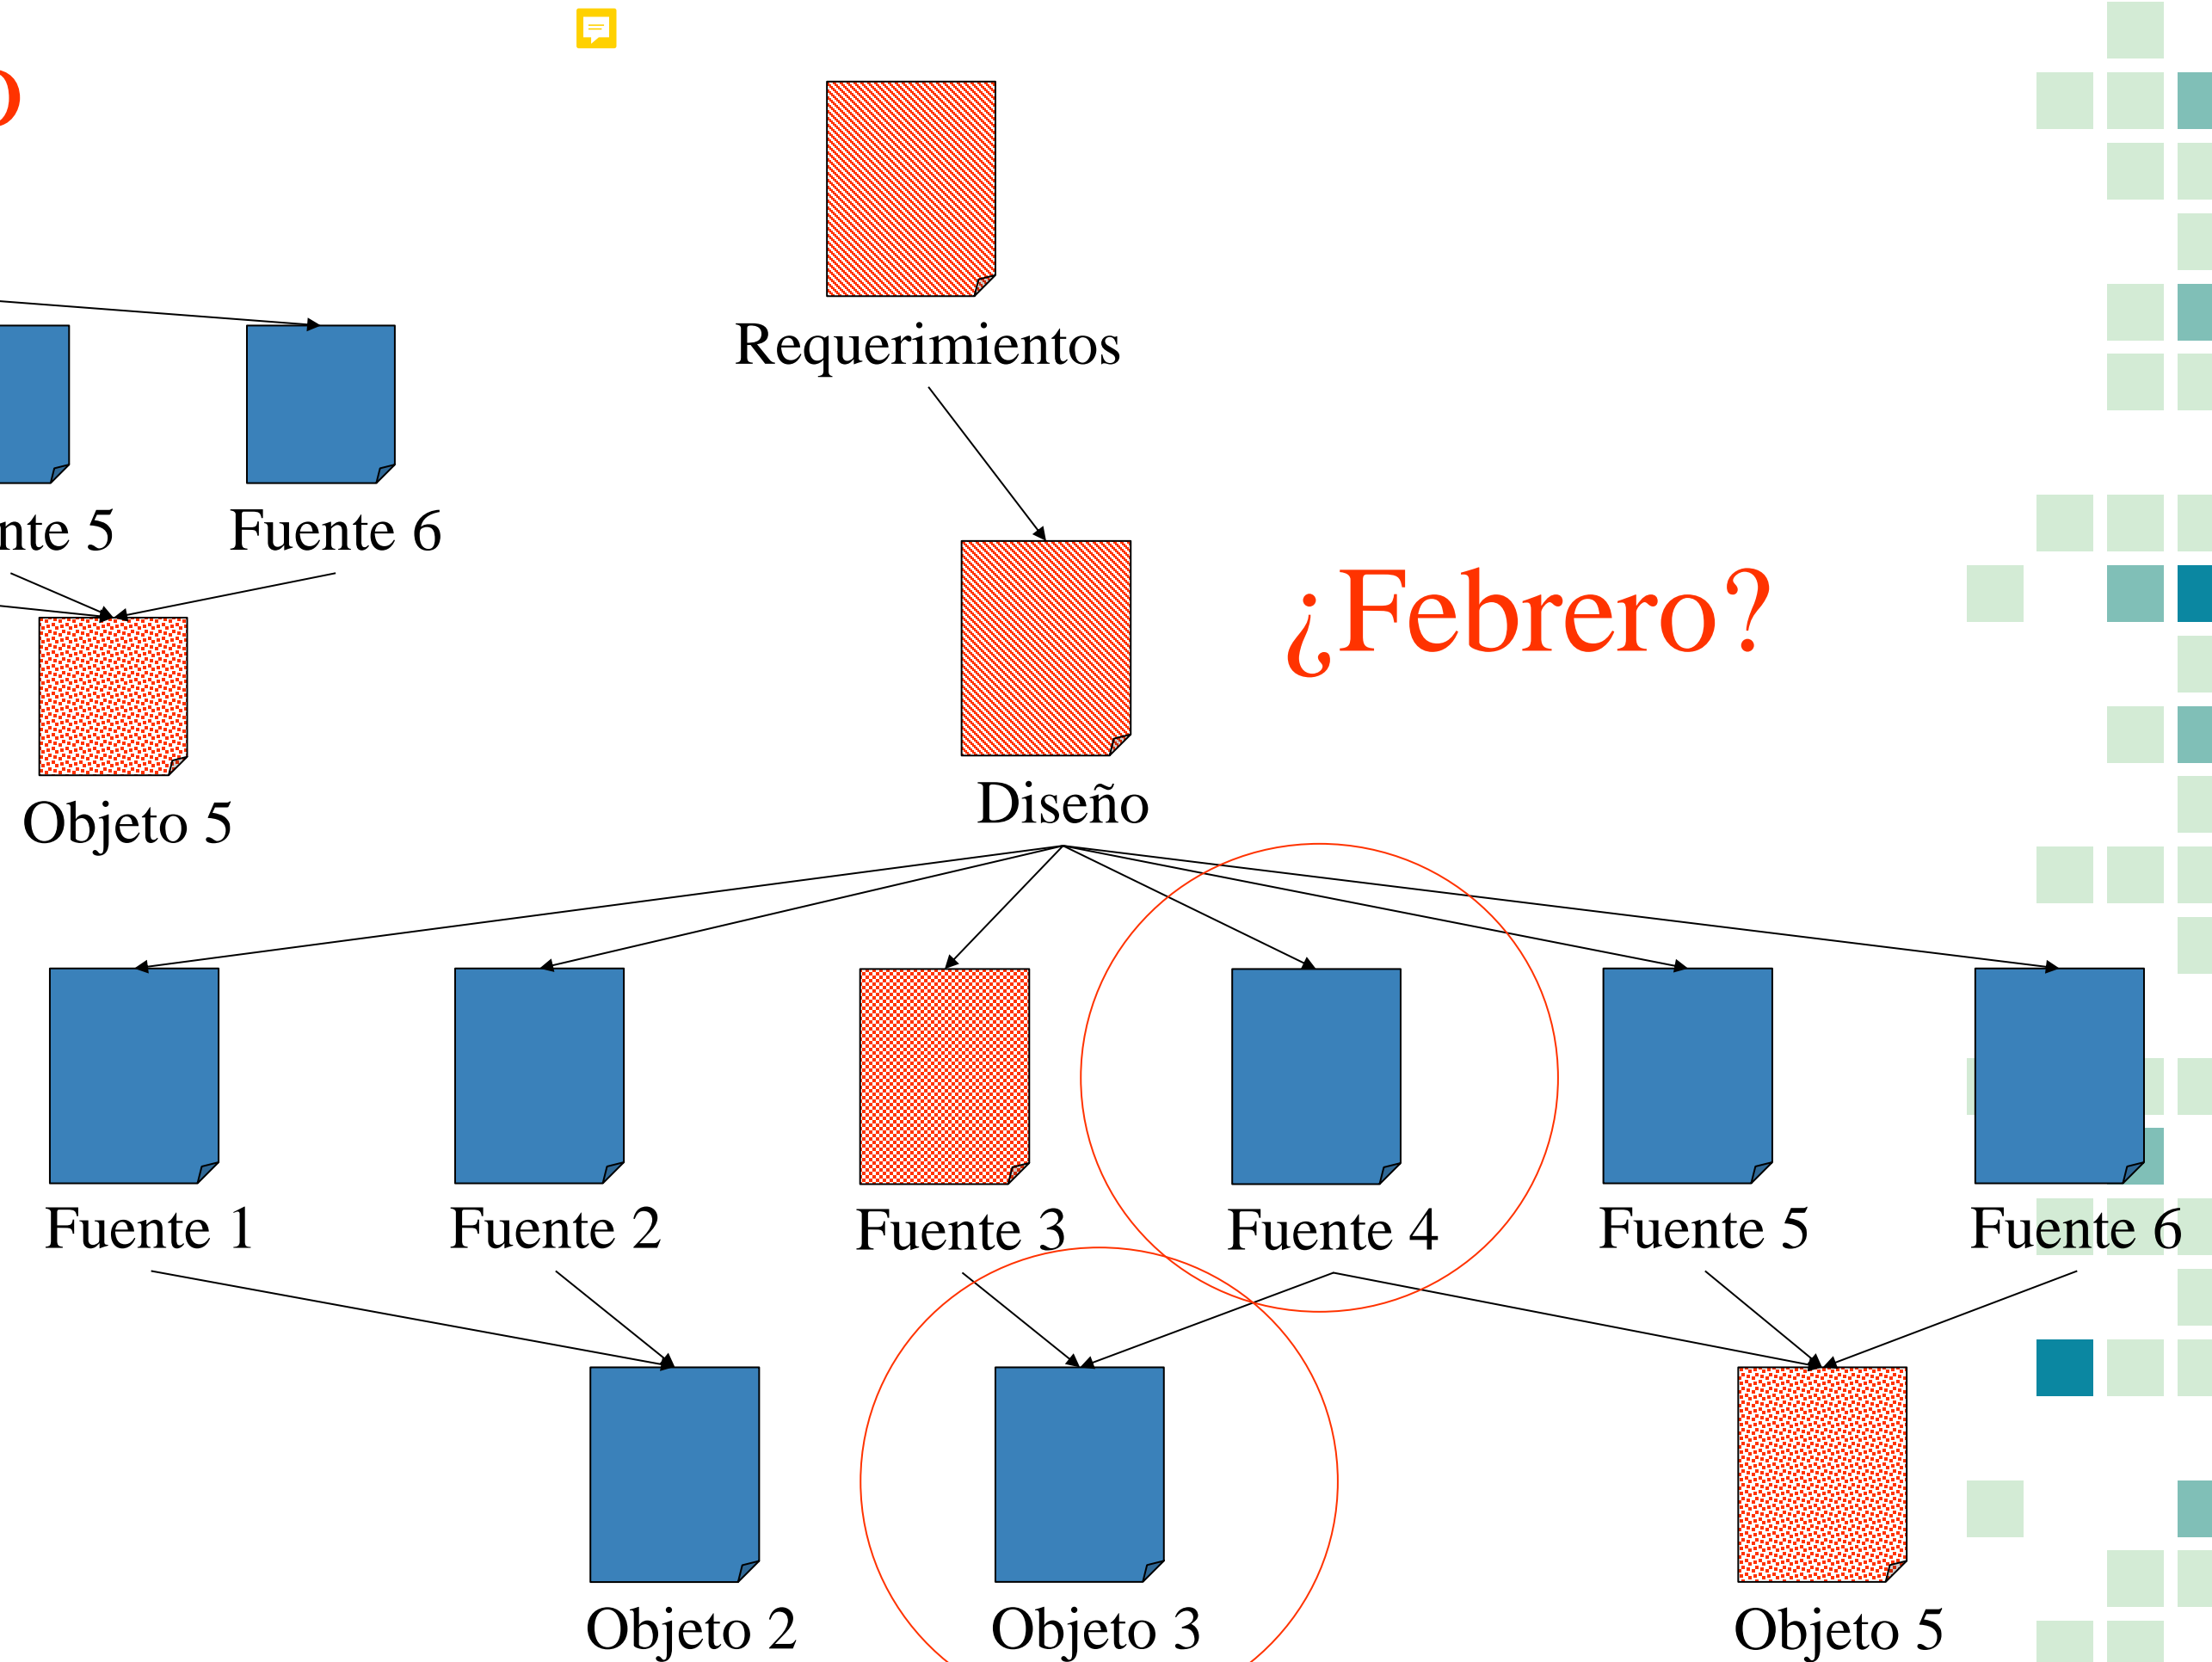 o
Requerimientos
nte 5
Fuente 6
¿Febrero?
Objeto 5
Diseño
Fuente 1
Fuente 2
Fuente 3
Fuente 4
Fuente 5
Fuente 6
Objeto 2
Objeto 3
Objeto 5